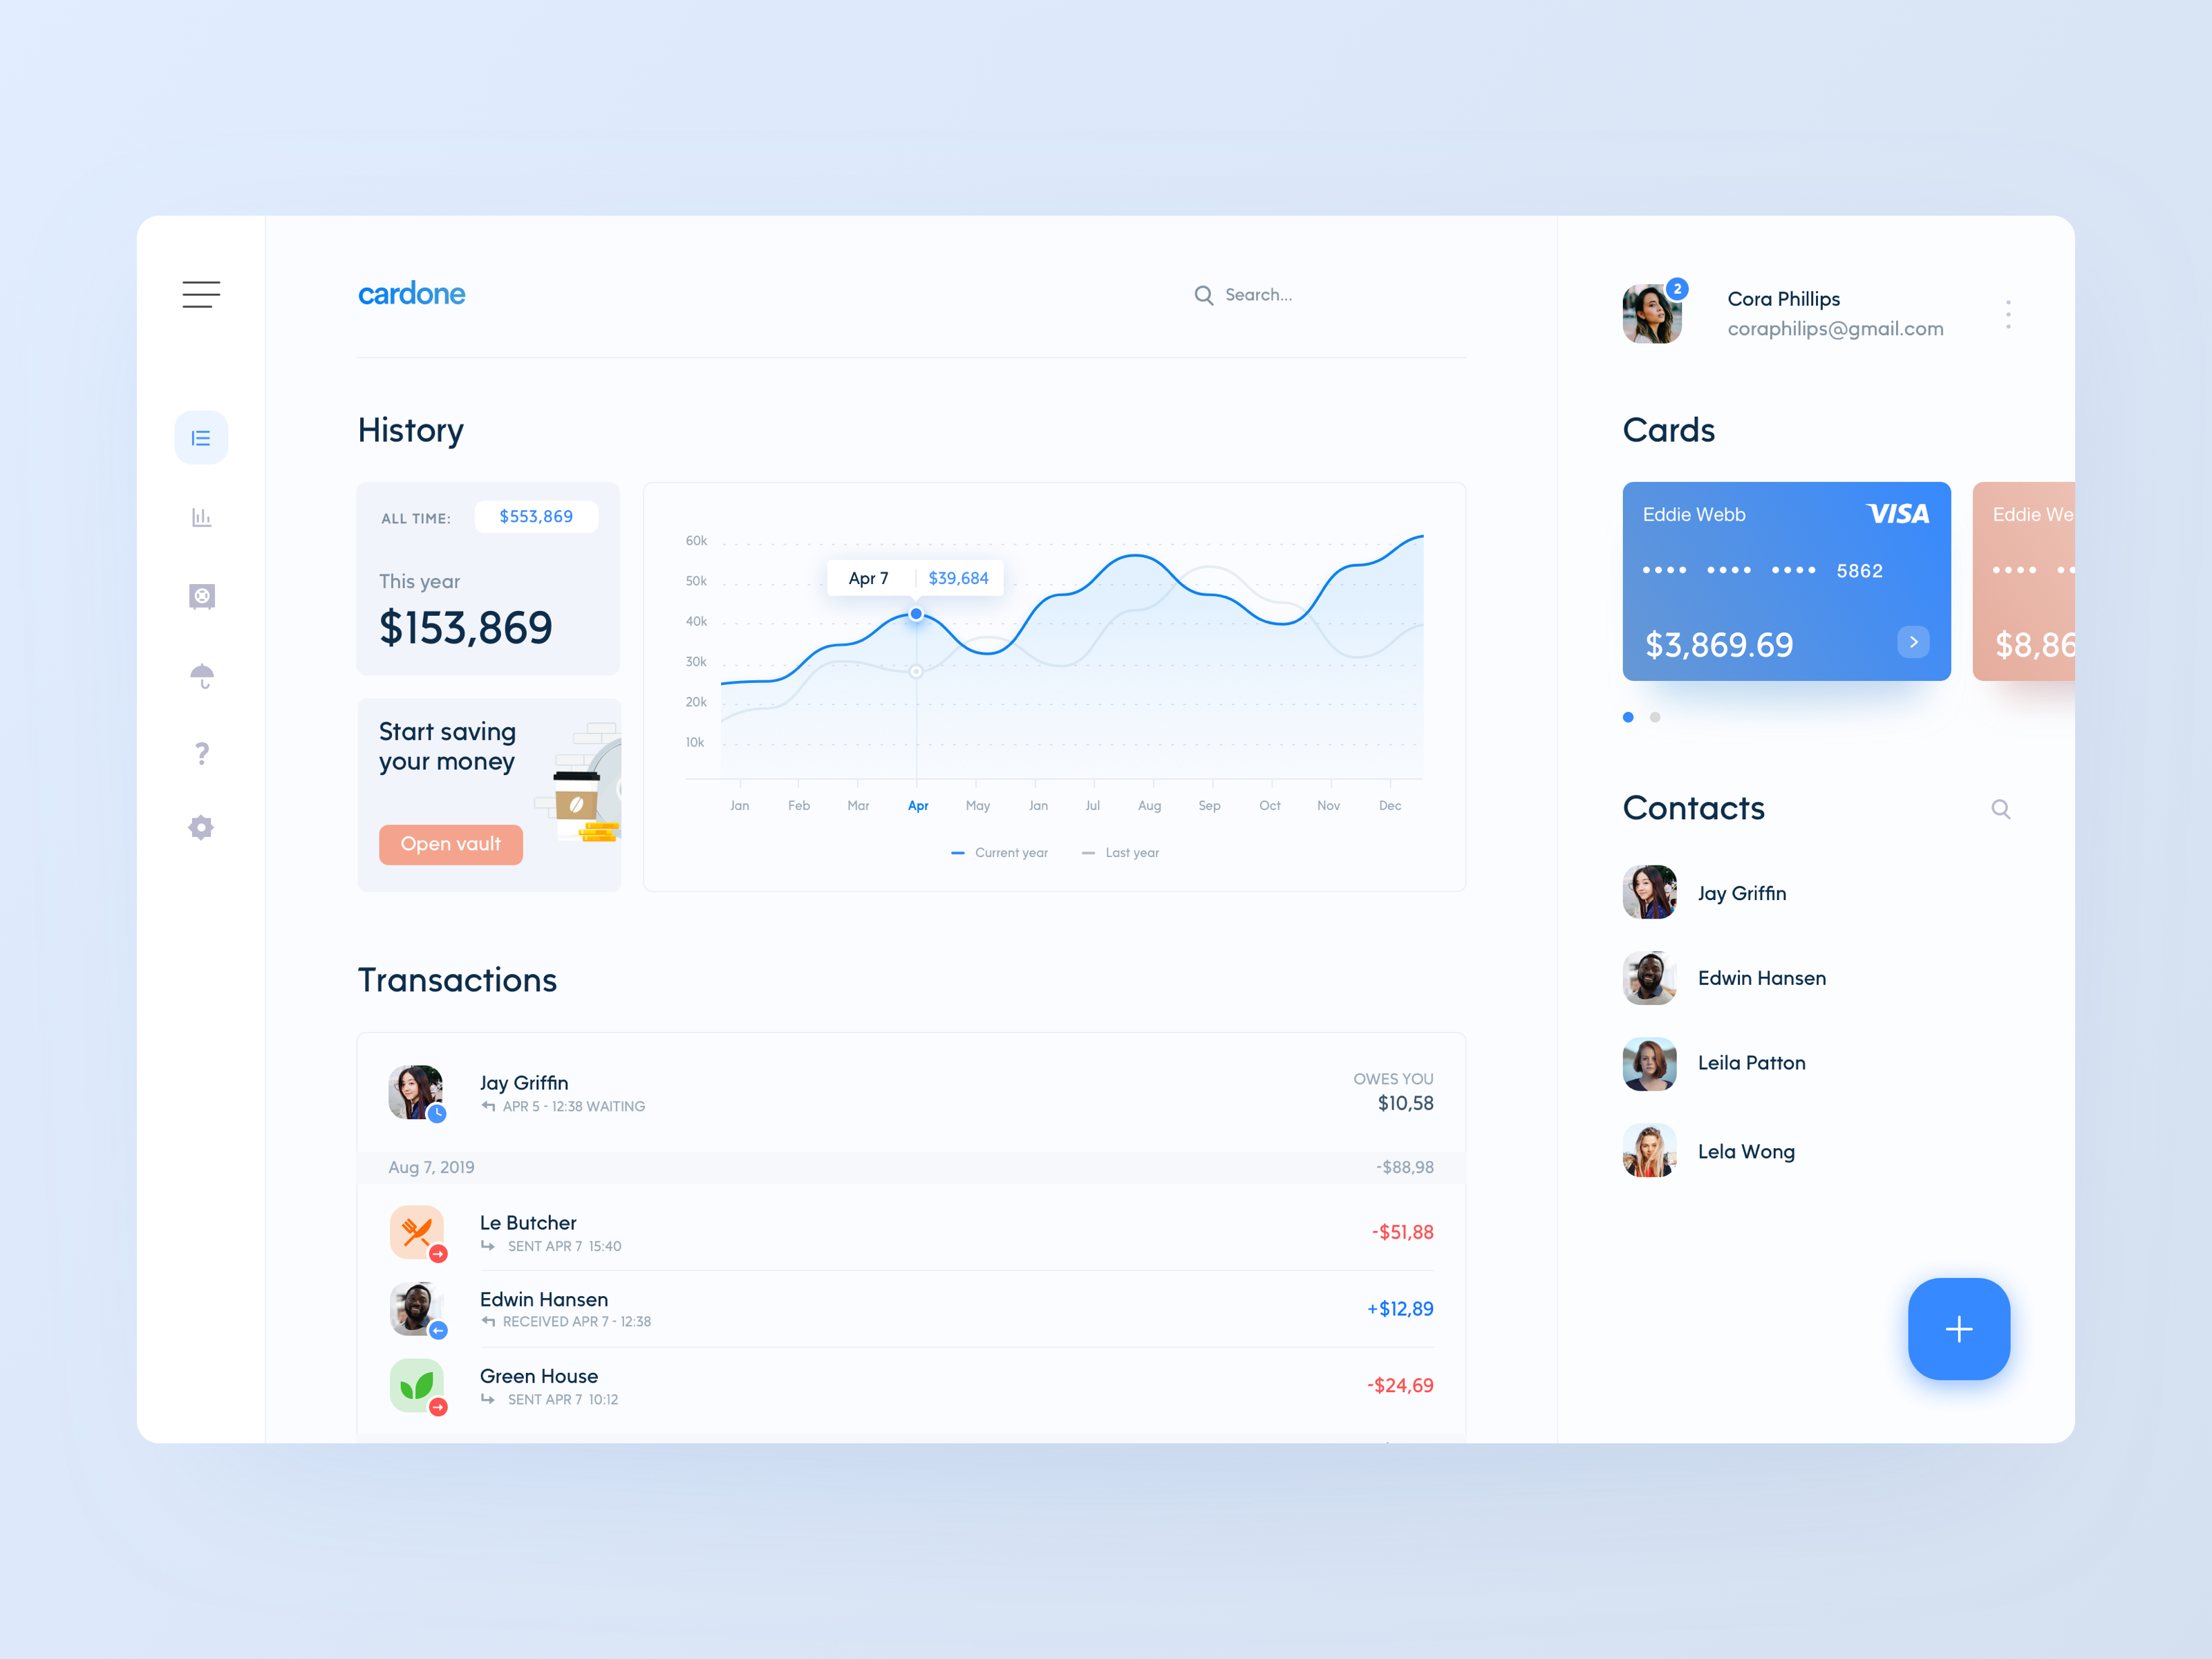 cardone
Search...
2
Cora Phillips
coraphilips@gmail.com
History
ALL TIME: $553,869
This year
$153,869
Start saving
your money
Open vault
60k
50k
40k
30k
20k
10k
Apr 7 $39,684
Jan Feb Mar Apr May Jan Jul Aug Sep Oct Nov Dec
Current year Last year
Transactions
Jay Griffin
APR 5 - 12:38 WAITING
OWES YOU
$10,58
Aug 7, 2019 -$88,98
Le Butcher
SENT APR 7 15:40
-$51,88
Edwin Hansen
RECEIVED APR 7 - 12:38
+$12,89
Green House
SENT APR 7 10:12
-$24,69
Cards
Eddie Webb VISA
•••• •••• •••• 5862
$3,869.69
Eddie We
•••• ••
$8,86
Contacts
Jay Griffin
Edwin Hansen
Leila Patton
Lela Wong